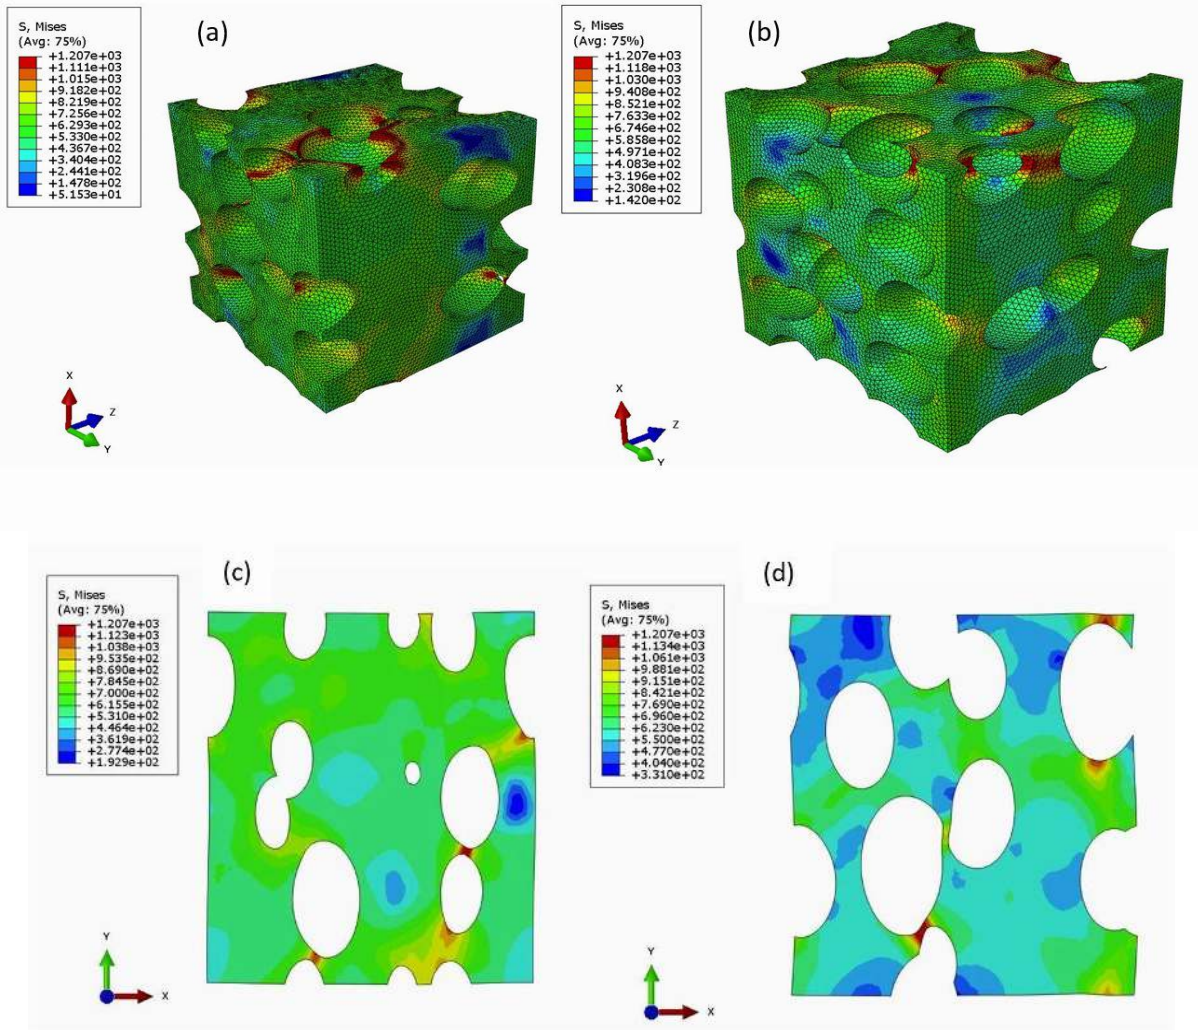 (a)
S, Mises
(Avg: 75%)
+1.207e+03
+1.111e+03
+1.015e+03
+9.182e+02
+8.219e+02
+7.256e+02
+6.293e+02
+5.330e+02
+4.367e+02
+3.404e+02
+2.441e+02
+1.478e+02
+5.153e+01
X
Z
Y
(b)
S, Mises
(Avg: 75%)
+1.207e+03
+1.118e+03
+1.030e+03
+9.408e+02
+8.521e+02
+7.633e+02
+6.746e+02
+5.858e+02
+4.971e+02
+4.083e+02
+3.196e+02
+2.308e+02
+1.420e+02
X
Z
Y
(c)
S, Mises
(Avg: 75%)
+1.207e+03
+1.123e+03
+1.038e+03
+9.535e+02
+8.690e+02
+7.845e+02
+7.000e+02
+6.155e+02
+5.310e+02
+4.464e+02
+3.619e+02
+2.774e+02
+1.929e+02
Y
X
(d)
S, Mises
(Avg: 75%)
+1.207e+03
+1.134e+03
+1.061e+03
+9.881e+02
+9.151e+02
+8.421e+02
+7.690e+02
+6.960e+02
+6.230e+02
+5.500e+02
+4.770e+02
+4.040e+02
+3.310e+02
Y
X